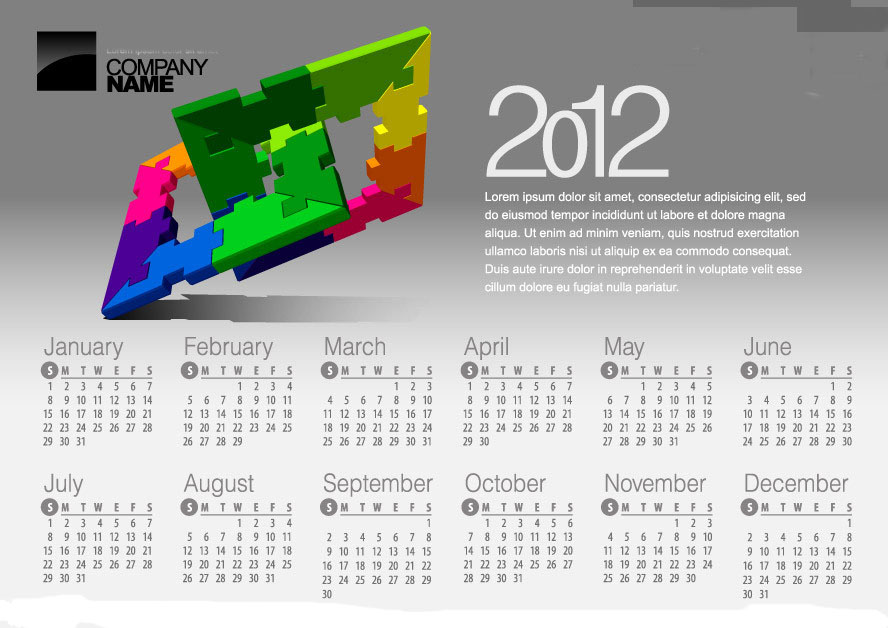 COMPANY
NAME
2012
Lorem ipsum dolor sit amet, consectetur adipisicing elit, sed
do eiusmod tempor incididunt ut labore et dolore magna
aliqua. Ut enim ad minim veniam, quis nostrud exercitation
ullamco laboris nisi ut aliquip ex ea commodo consequat.
Duis aute irure dolor in reprehenderit in voluptate velit esse
cillum dolore eu fugiat nulla pariatur.
January
S M T W E F S
1 2 3 4 5 6 7
8 9 10 11 12 13 14
15 16 17 18 19 20 21
22 23 24 25 26 27 28
29 30 31
February
S M T W E F S
1 2 3 4
5 6 7 8 9 10 11
12 13 14 15 16 17 18
19 20 21 22 23 24 25
26 27 28 29
March
S M T W E F S
1 2 3
4 5 6 7 8 9 10
11 12 13 14 15 16 17
18 19 20 21 22 23 24
25 26 27 28 29 30 31
April
S M T W E F S
1 2 3 4 5 6 7
8 9 10 11 12 13 14
15 16 17 18 19 20 21
22 23 24 25 26 27 28
29 30
May
S M T W E F S
1 2 3 4 5
6 7 8 9 10 11 12
13 14 15 16 17 18 19
20 21 22 23 24 25 26
27 28 29 30 31
June
S M T W E F S
1 2
3 4 5 6 7 8 9
10 11 12 13 14 15 16
17 18 19 20 21 22 23
24 25 26 27 28 29 30
July
S M T W E F S
1 2 3 4 5 6 7
8 9 10 11 12 13 14
15 16 17 18 19 20 21
22 23 24 25 26 27 28
29 30 31
August
S M T W E F S
1 2 3 4
5 6 7 8 9 10 11
12 13 14 15 16 17 18
19 20 21 22 23 24 25
26 27 28 29 30 31
September
S M T W E F S
1
2 3 4 5 6 7 8
9 10 11 12 13 14 15
16 17 18 19 20 21 22
23 24 25 26 27 28 29
30
October
S M T W E F S
1 2 3 4 5 6
7 8 9 10 11 12 13
14 15 16 17 18 19 20
21 22 23 24 25 26 27
28 29 30 31
November
S M T W E F S
1 2 3
4 5 6 7 8 9 10
11 12 13 14 15 16 17
18 19 20 21 22 23 24
25 26 27 28 29 30
December
S M T W E F S
1
2 3 4 5 6 7 8
9 10 11 12 13 14 15
16 17 18 19 20 21 22
23 24 25 26 27 28 29
30 31